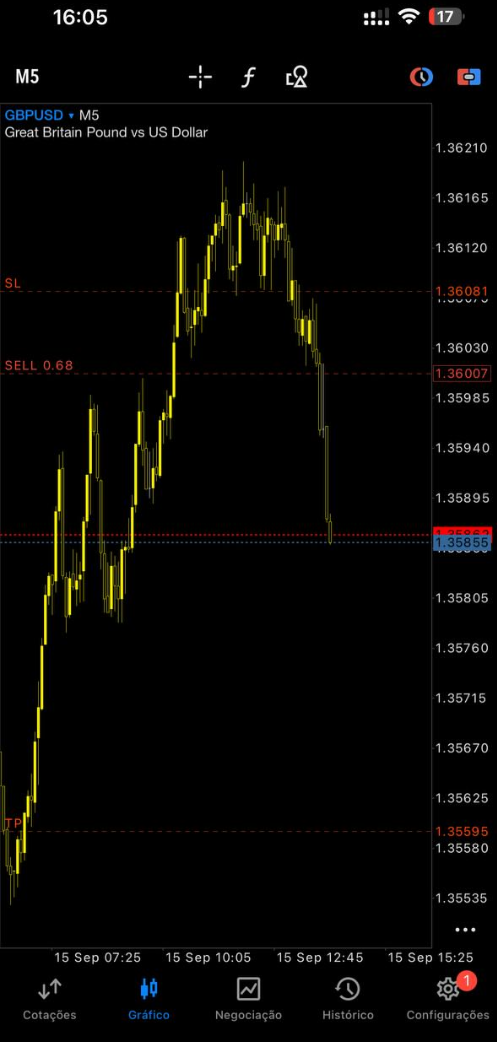 16:05
17
M5
GBPUSD ▾ M5
Great Britain Pound vs US Dollar
1.36210
1.36165
1.36120
SL
1.36081
1.36030
SELL 0.68
1.36007
1.35985
1.35940
1.35895
1.35862
1.35855
1.35805
1.35760
1.35715
1.35670
1.35625
TP
1.35595
1.35580
1.35535
15 Sep 07:25
15 Sep 10:05
15 Sep 12:45
15 Sep 15:25
1
Cotações
Gráfico
Negociação
Histórico
Configurações